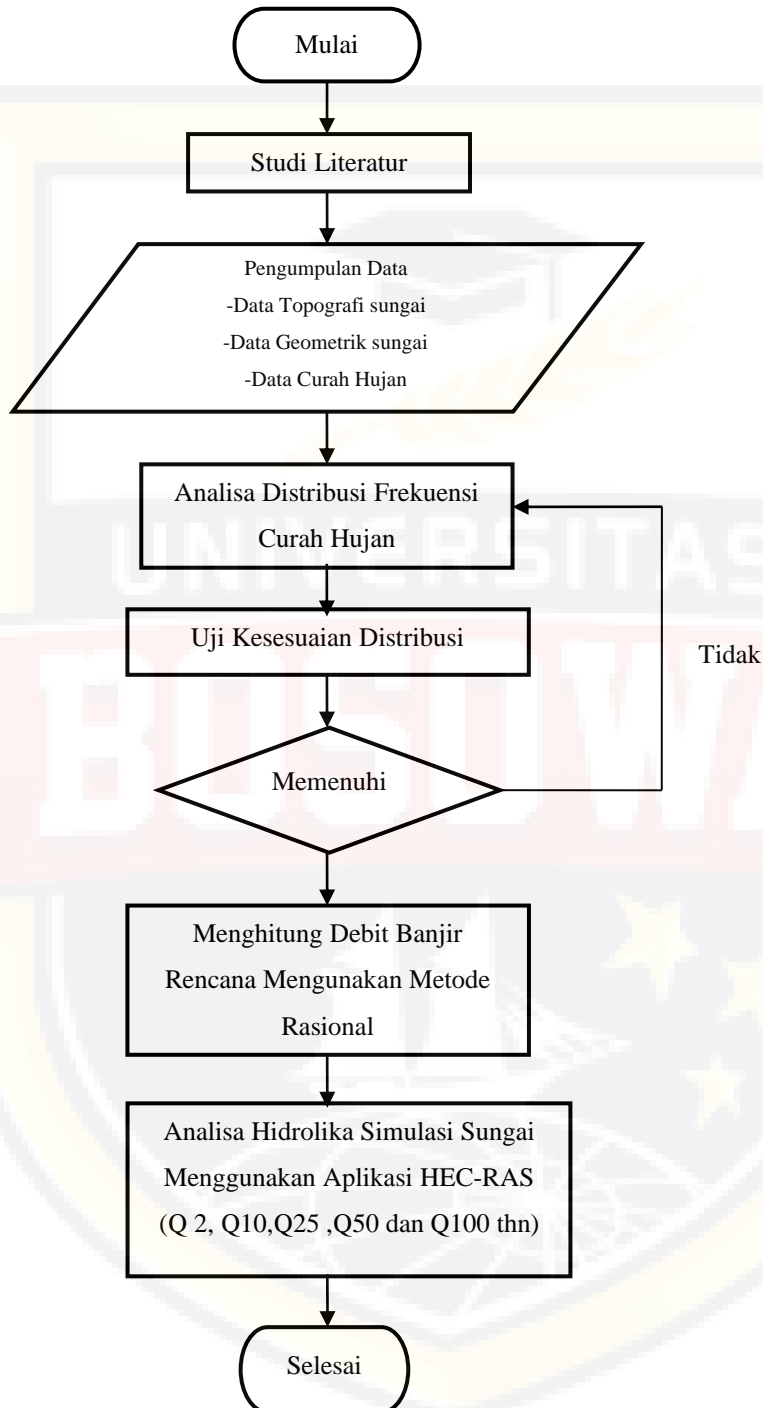 Mulai
Studi Literatur
Pengumpulan Data
-Data Topografi sungai
-Data Geometrik sungai
-Data Curah Hujan
Analisa Distribusi Frekuensi
Curah Hujan
UNIVERSITAS
Uji Kesesuaian Distribusi
Tidak
BOSOWA
Memenuhi
Menghitung Debit Banjir
Rencana Mengunakan Metode
Rasional
Analisa Hidrolika Simulasi Sungai
Menggunakan Aplikasi HEC-RAS
(Q 2, Q10,Q25 ,Q50 dan Q100 thn)
Selesai